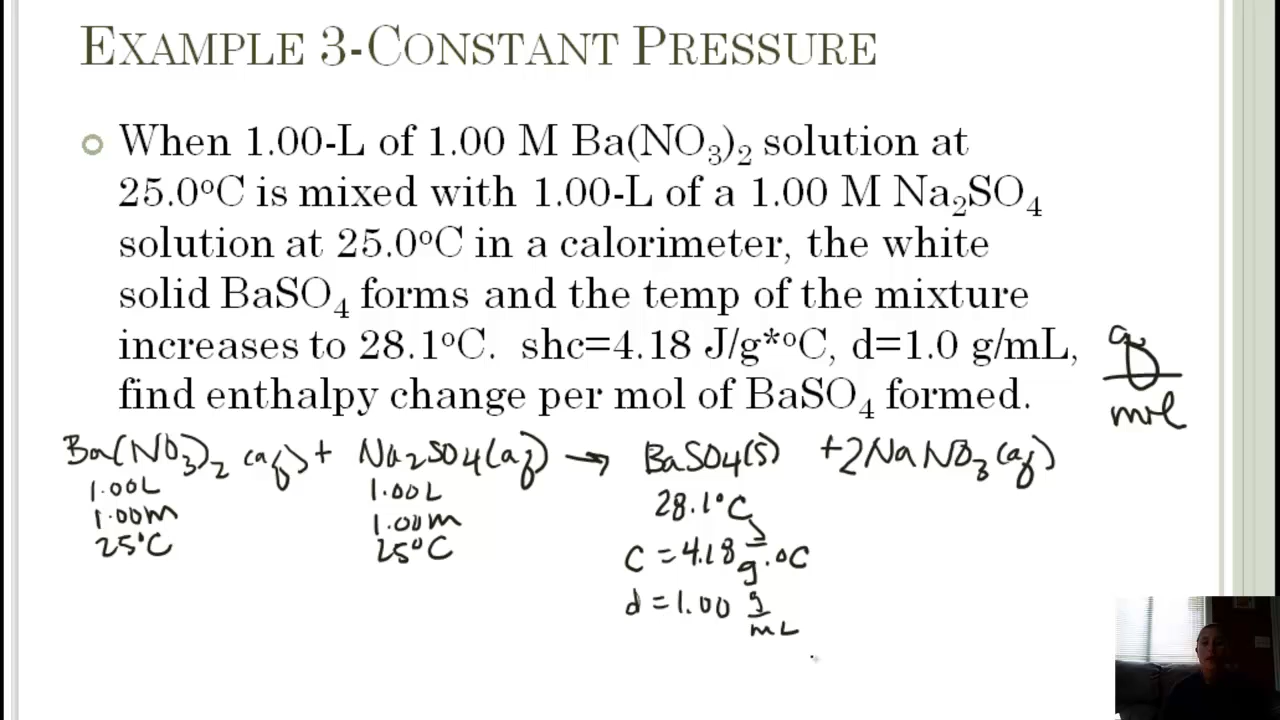 EXAMPLE 3-CONSTANT PRESSURE
When 1.00-L of 1.00 M Ba(NO₃)₂ solution at
25.0°C is mixed with 1.00-L of a 1.00 M Na₂SO₄
solution at 25.0°C in a calorimeter, the white
solid BaSO₄ forms and the temp of the mixture
increases to 28.1°C. shc=4.18 J/g*°C, d=1.0 g/mL,
find enthalpy change per mol of BaSO₄ formed.
q
mol
Ba(NO₃)₂ (aq) + Na₂SO₄(aq) → BaSO₄(s) +2NaNO₃(aq)
1.00L 1.00L 28.1°C
1.00m 1.00m
25°C 25°C C = 4.18 J/g·°C
d = 1.00 g/mL